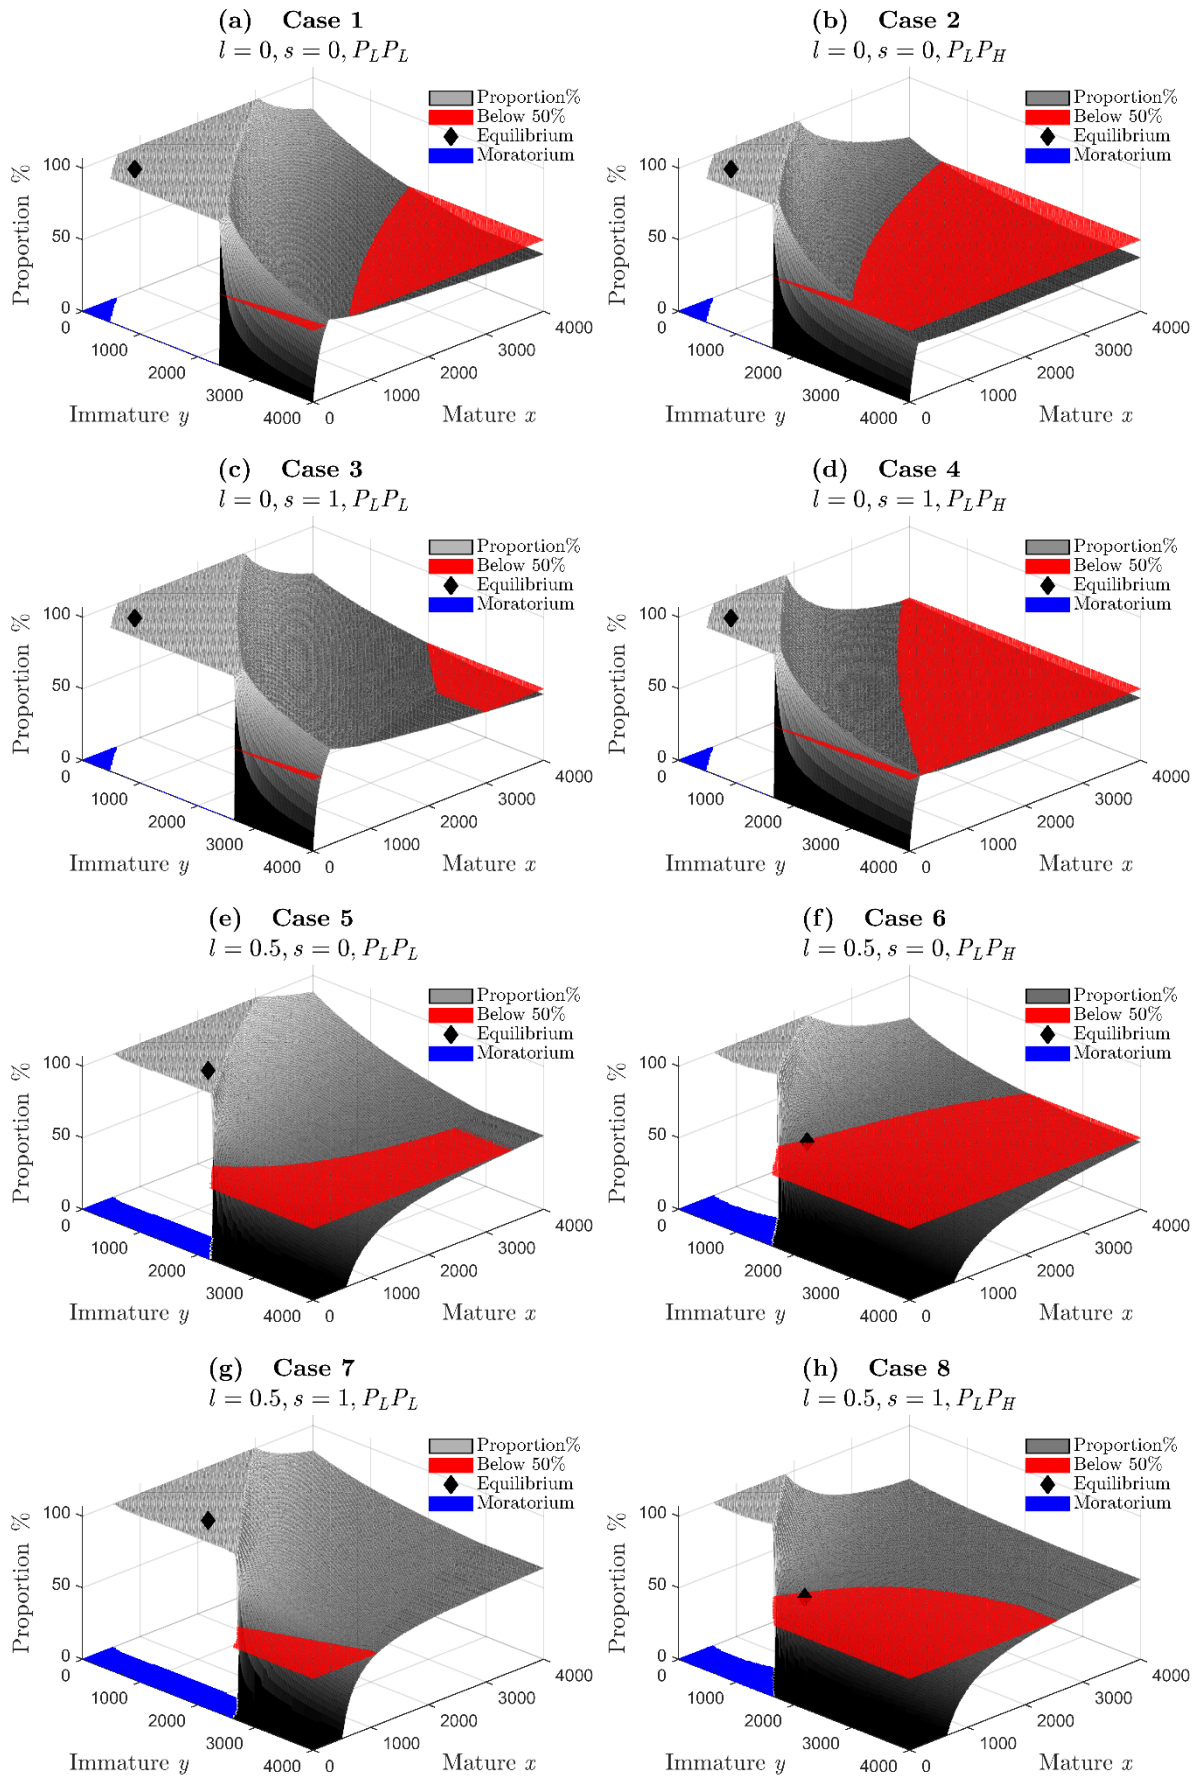 (a) Case 1
l = 0, s = 0, P_L P_L
Proportion%
Below 50%
Equilibrium
Moratorium
Proportion %
100
50
0
0
1000
2000
3000
4000
Immature y
0
1000
2000
3000
4000
Mature x
(b) Case 2
l = 0, s = 0, P_L P_H
Proportion%
Below 50%
Equilibrium
Moratorium
Proportion %
100
50
0
0
1000
2000
3000
4000
Immature y
0
1000
2000
3000
4000
Mature x
(c) Case 3
l = 0, s = 1, P_L P_L
Proportion%
Below 50%
Equilibrium
Moratorium
Proportion %
100
50
0
0
1000
2000
3000
4000
Immature y
0
1000
2000
3000
4000
Mature x
(d) Case 4
l = 0, s = 1, P_L P_H
Proportion%
Below 50%
Equilibrium
Moratorium
Proportion %
100
50
0
0
1000
2000
3000
4000
Immature y
0
1000
2000
3000
4000
Mature x
(e) Case 5
l = 0.5, s = 0, P_L P_L
Proportion%
Below 50%
Equilibrium
Moratorium
Proportion %
100
50
0
0
1000
2000
3000
4000
Immature y
0
1000
2000
3000
4000
Mature x
(f) Case 6
l = 0.5, s = 0, P_L P_H
Proportion%
Below 50%
Equilibrium
Moratorium
Proportion %
100
50
0
0
1000
2000
3000
4000
Immature y
0
1000
2000
3000
4000
Mature x
(g) Case 7
l = 0.5, s = 1, P_L P_L
Proportion%
Below 50%
Equilibrium
Moratorium
Proportion %
100
50
0
0
1000
2000
3000
4000
Immature y
0
1000
2000
3000
4000
Mature x
(h) Case 8
l = 0.5, s = 1, P_L P_H
Proportion%
Below 50%
Equilibrium
Moratorium
Proportion %
100
50
0
0
1000
2000
3000
4000
Immature y
0
1000
2000
3000
4000
Mature x